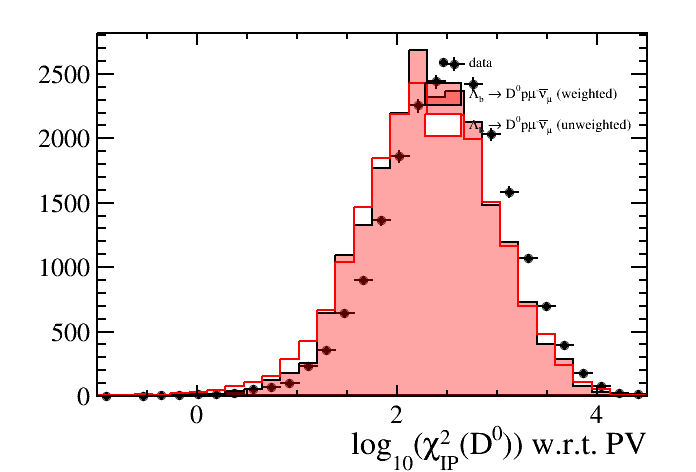 2500
2000
1500
1000
500
0
data
Λb → D⁰pμ ν̅μ (weighted)
Λb → D⁰pμ ν̅μ (unweighted)
0 2 4
log₁₀(χ²IP(D⁰)) w.r.t. PV